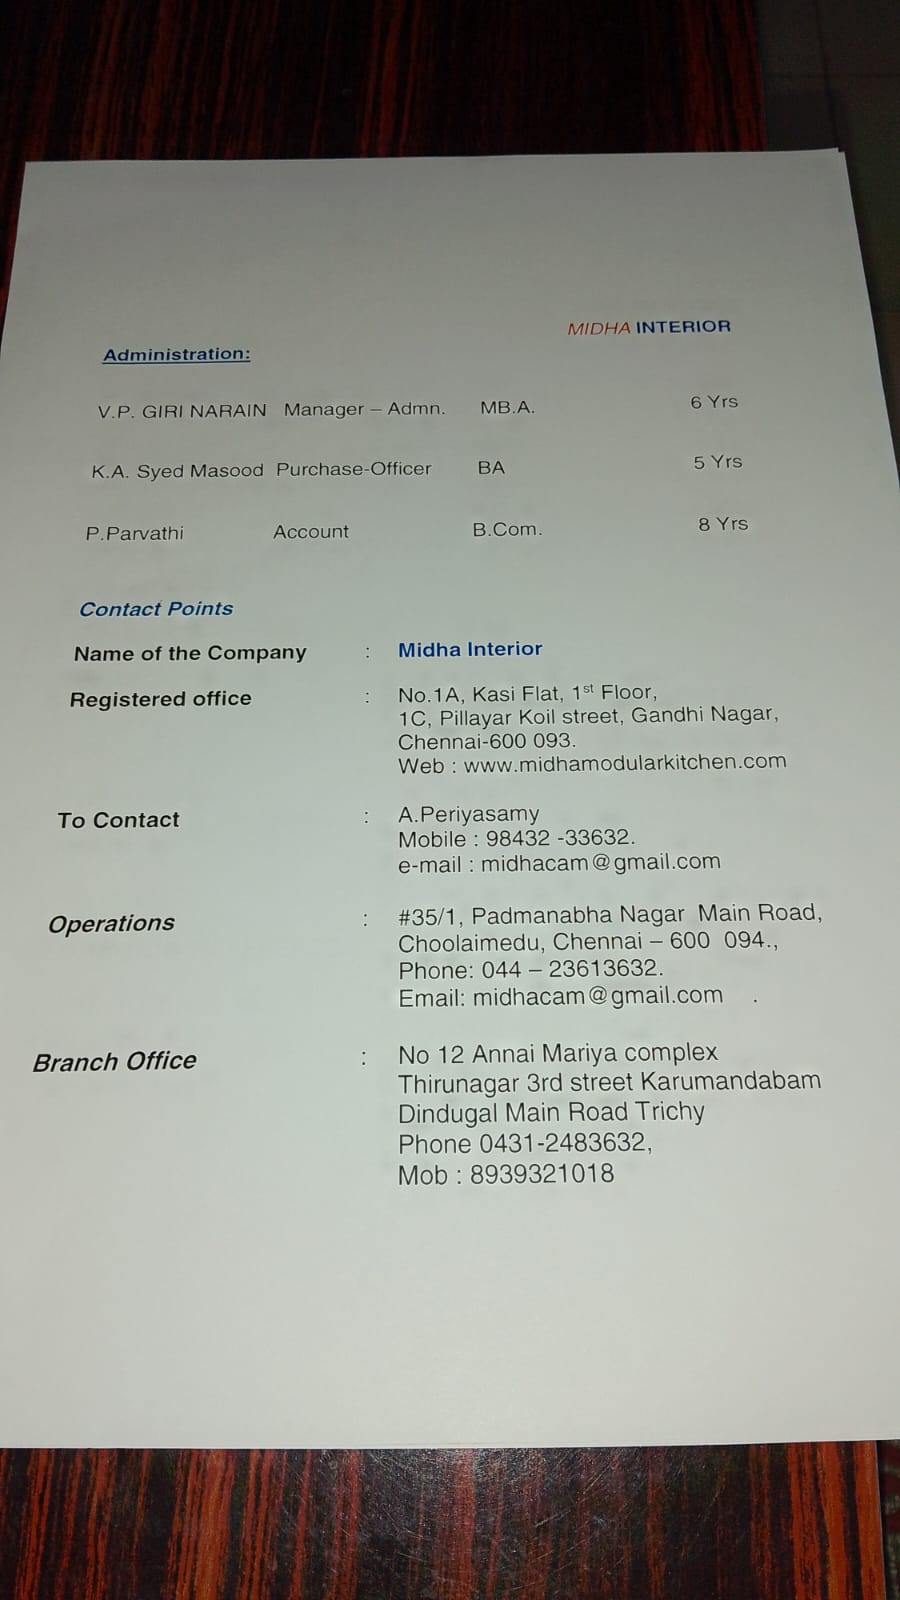 MIDHA INTERIOR
Administration:
V.P. GIRI NARAIN Manager – Admn. MB.A. 6 Yrs
K.A. Syed Masood Purchase-Officer BA 5 Yrs
P.Parvathi Account B.Com. 8 Yrs
Contact Points
Name of the Company : Midha Interior
Registered office : No.1A, Kasi Flat, 1st Floor,
1C, Pillayar Koil street, Gandhi Nagar,
Chennai-600 093.
Web : www.midhamodularkitchen.com
To Contact : A.Periyasamy
Mobile : 98432 -33632.
e-mail : midhacam@gmail.com
Operations : #35/1, Padmanabha Nagar Main Road,
Choolaimedu, Chennai – 600 094.,
Phone: 044 – 23613632.
Email: midhacam@gmail.com .
Branch Office : No 12 Annai Mariya complex
Thirunagar 3rd street Karumandabam
Dindugal Main Road Trichy
Phone 0431-2483632,
Mob : 8939321018